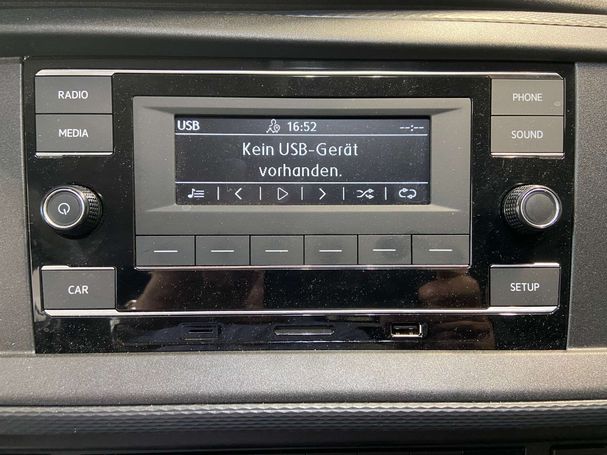 RADIO
PHONE
MEDIA
SOUND
USB 16:52 --:--
Kein USB-Gerät
vorhanden.
CAR
SETUP